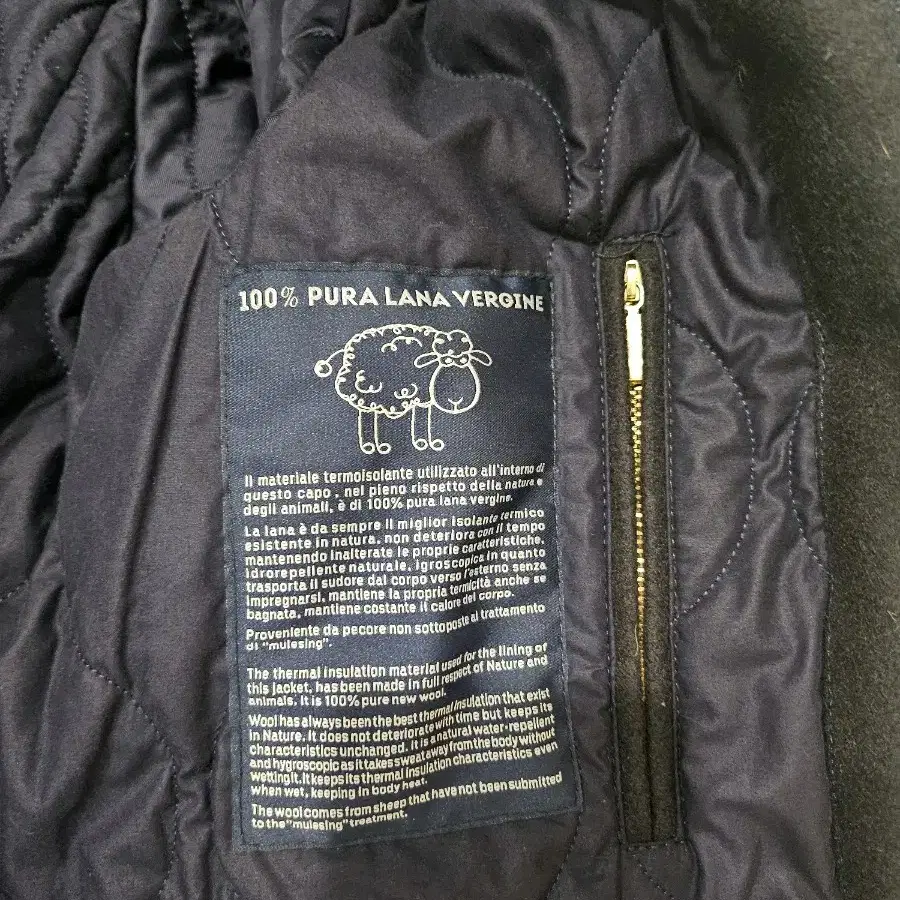 100% PURA LANA VERGINE
Il materiale termoisolante utilizzato all'interno di
questo capo, nel pieno rispetto della natura e
degli animali, è di 100% pura lana vergine.
La lana è da sempre il miglior isolante termico
esistente in natura, non deteriora con il tempo
mantenendo inalterate le proprie caratteristiche.
Idrorepellente naturale, igroscopica in quanto
trasporta il sudore dal corpo verso l'esterno senza
impregnarsi, mantiene la propria termicità anche se
bagnata, mantiene costante il calore del corpo.
Proveniente da pecore non sottoposte al trattamento
di "mulesing".
The thermal insulation material used for the lining of
this jacket, has been made in full respect of Nature and
animals. It is 100% pure new wool.
Wool has always been the best thermal insulation that exist
in Nature. It does not deteriorate with time but keeps its
characteristics unchanged. It is a natural water-repellent
and hygroscopic as it takes sweat away from the body without
wetting it. It keeps its thermal insulation characteristics even
when wet, keeping in body heat.
The wool comes from sheep that have not been submitted
to the "mulesing" treatment.